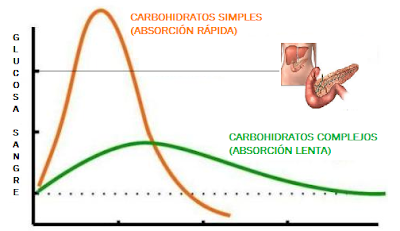 CARBOHIDRATOS SIMPLES
(ABSORCIÓN RÁPIDA)
GLUCOSA SANGRE
CARBOHIDRATOS COMPLEJOS
(ABSORCIÓN LENTA)